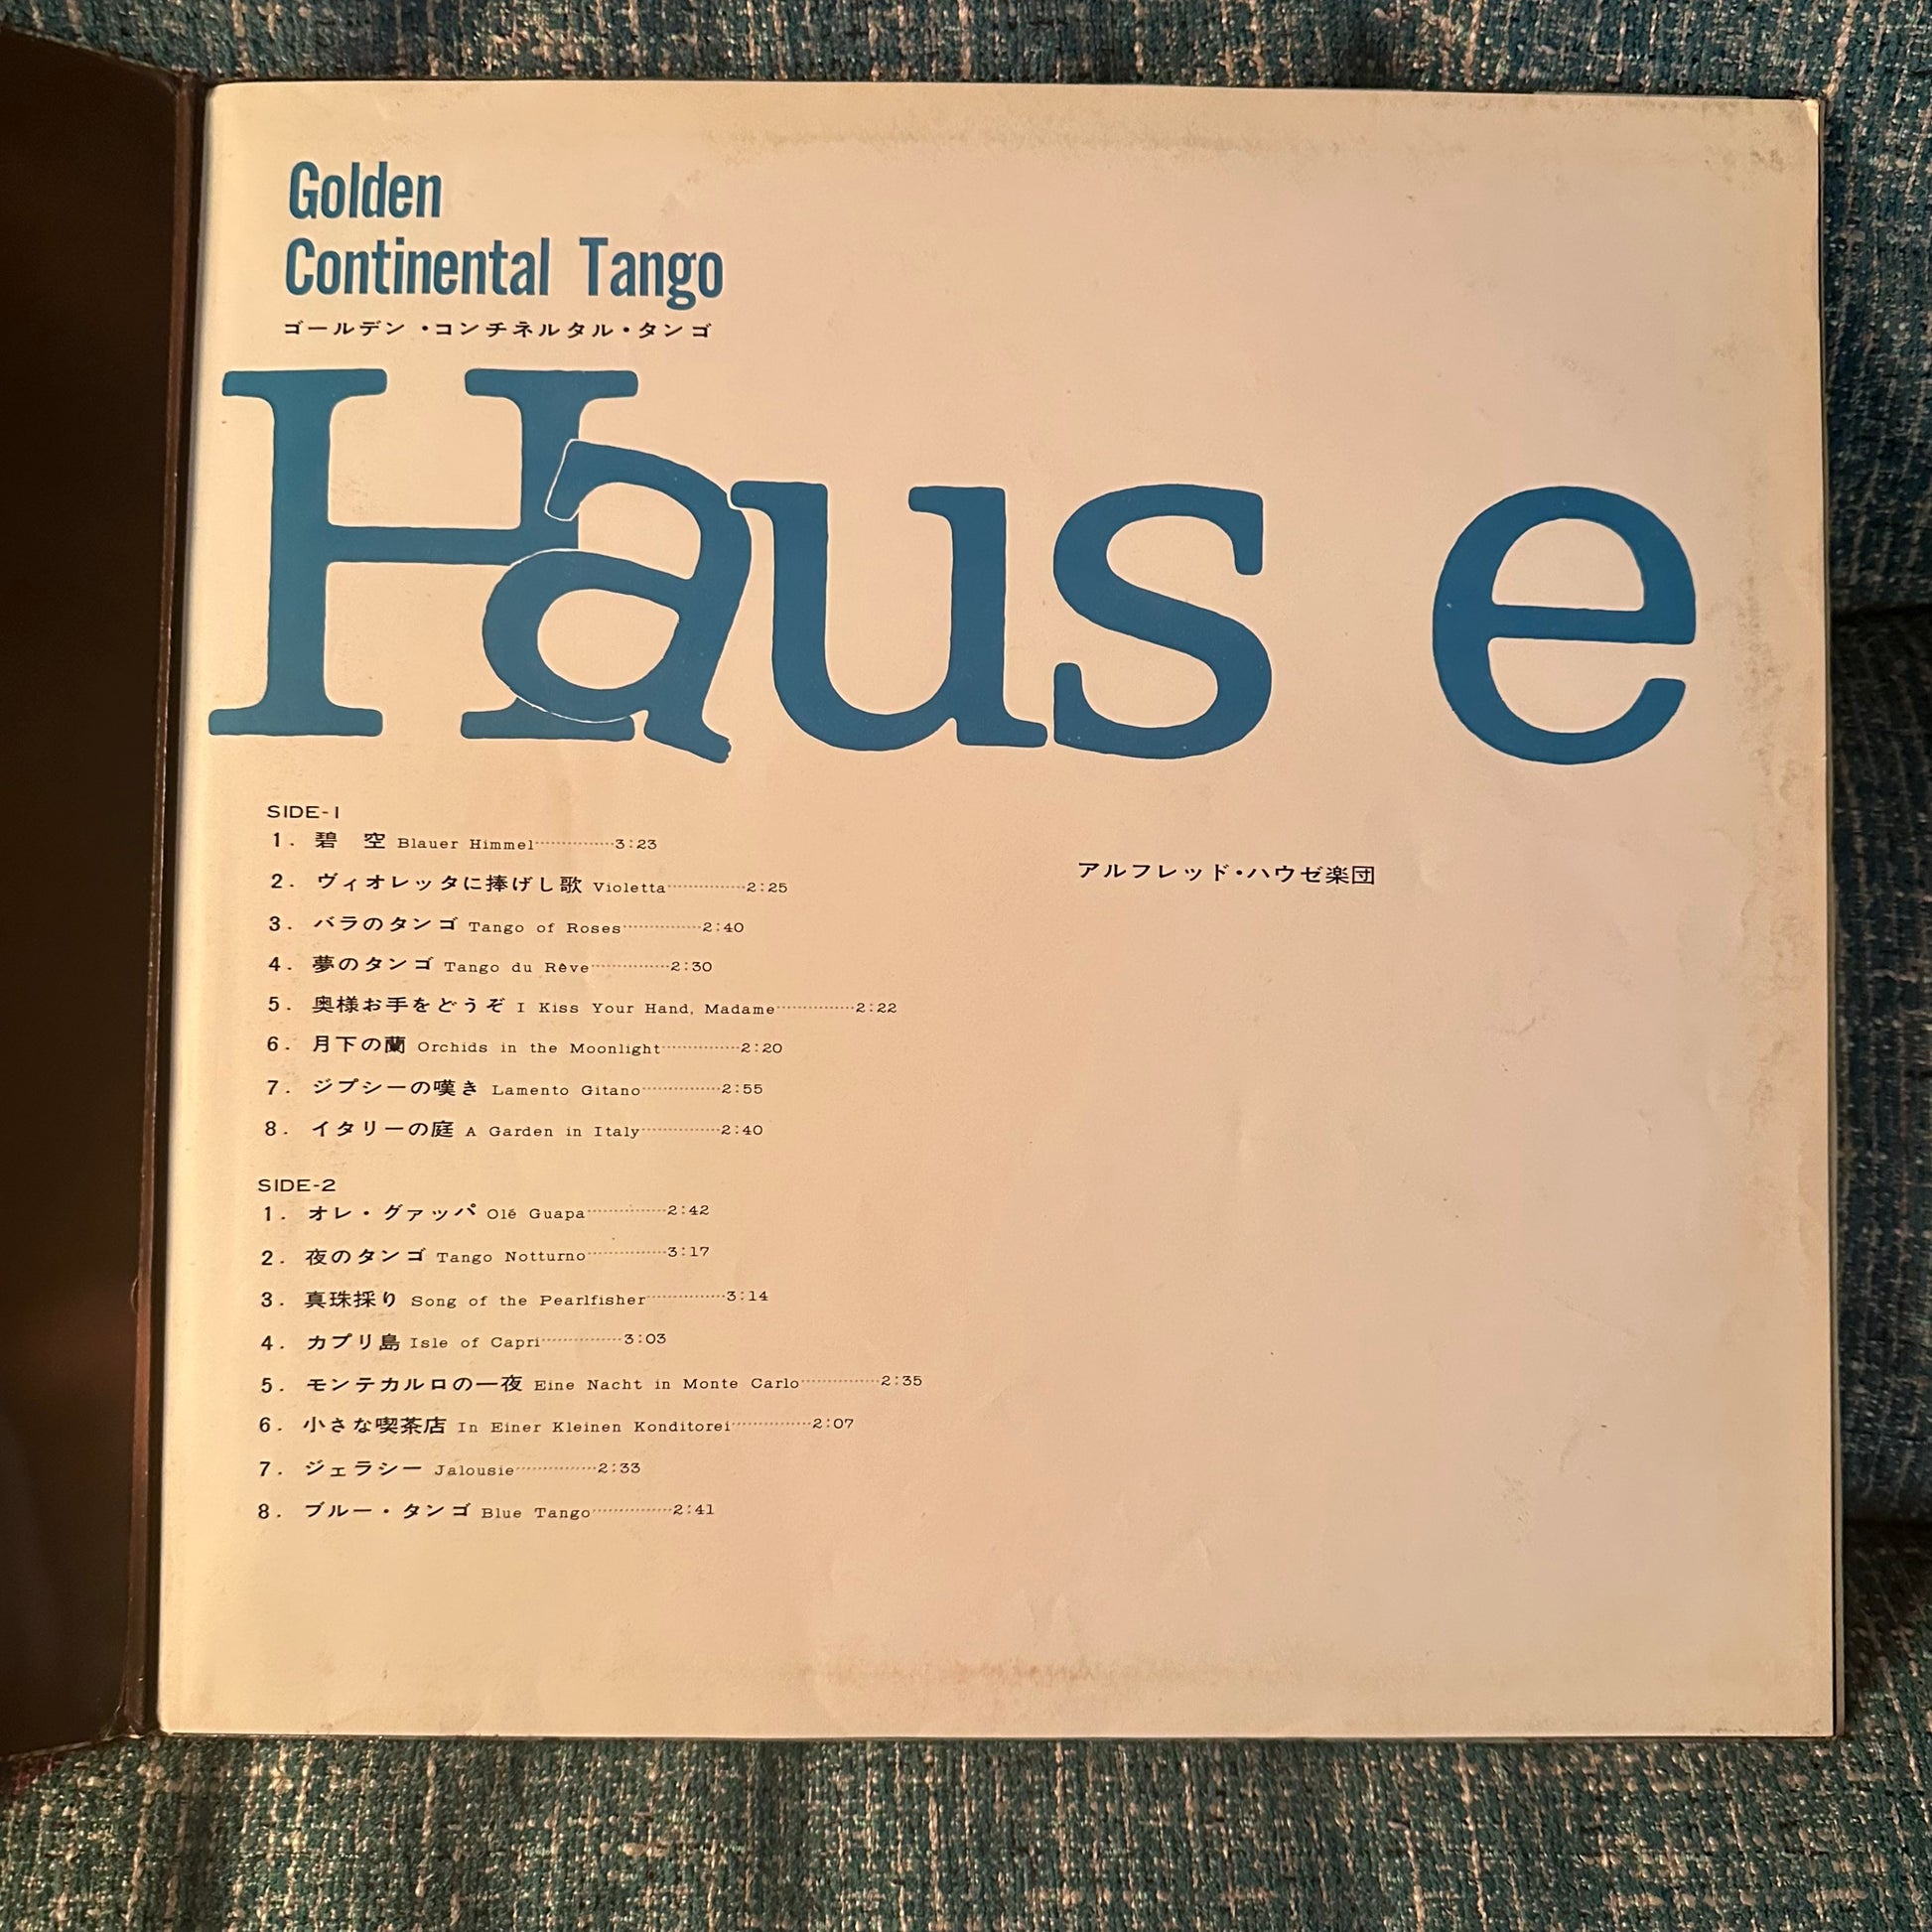 Golden
Continental Tango
ゴールデン・コンチネルタル・タンゴ
Hause
SIDE-1
1. 碧 空 Blauer Himmel……………3:23
2. ヴィオレッタに捧げし歌 Violetta……………2:25
3. バラのタンゴ Tango of Roses……………2:40
4. 夢のタンゴ Tango du Rêve……………2:30
5. 奥様お手をどうぞ I Kiss Your Hand, Madame……………2:22
6. 月下の蘭 Orchids in the Moonlight……………2:20
7. ジプシーの嘆き Lamento Gitano……………2:55
8. イタリーの庭 A Garden in Italy……………2:40
SIDE-2
1. オレ・グァッパ Olé Guapa……………2:42
2. 夜のタンゴ Tango Notturno……………3:17
3. 真珠採り Song of the Pearlfisher……………3:14
4. カプリ島 Isle of Capri……………3:03
5. モンテカルロの一夜 Eine Nacht in Monte Carlo……………2:35
6. 小さな喫茶店 In Einer Kleinen Konditorei……………2:07
7. ジェラシー Jalousie……………2:33
8. ブルー・タンゴ Blue Tango……………2:41
アルフレッド・ハウゼ楽団